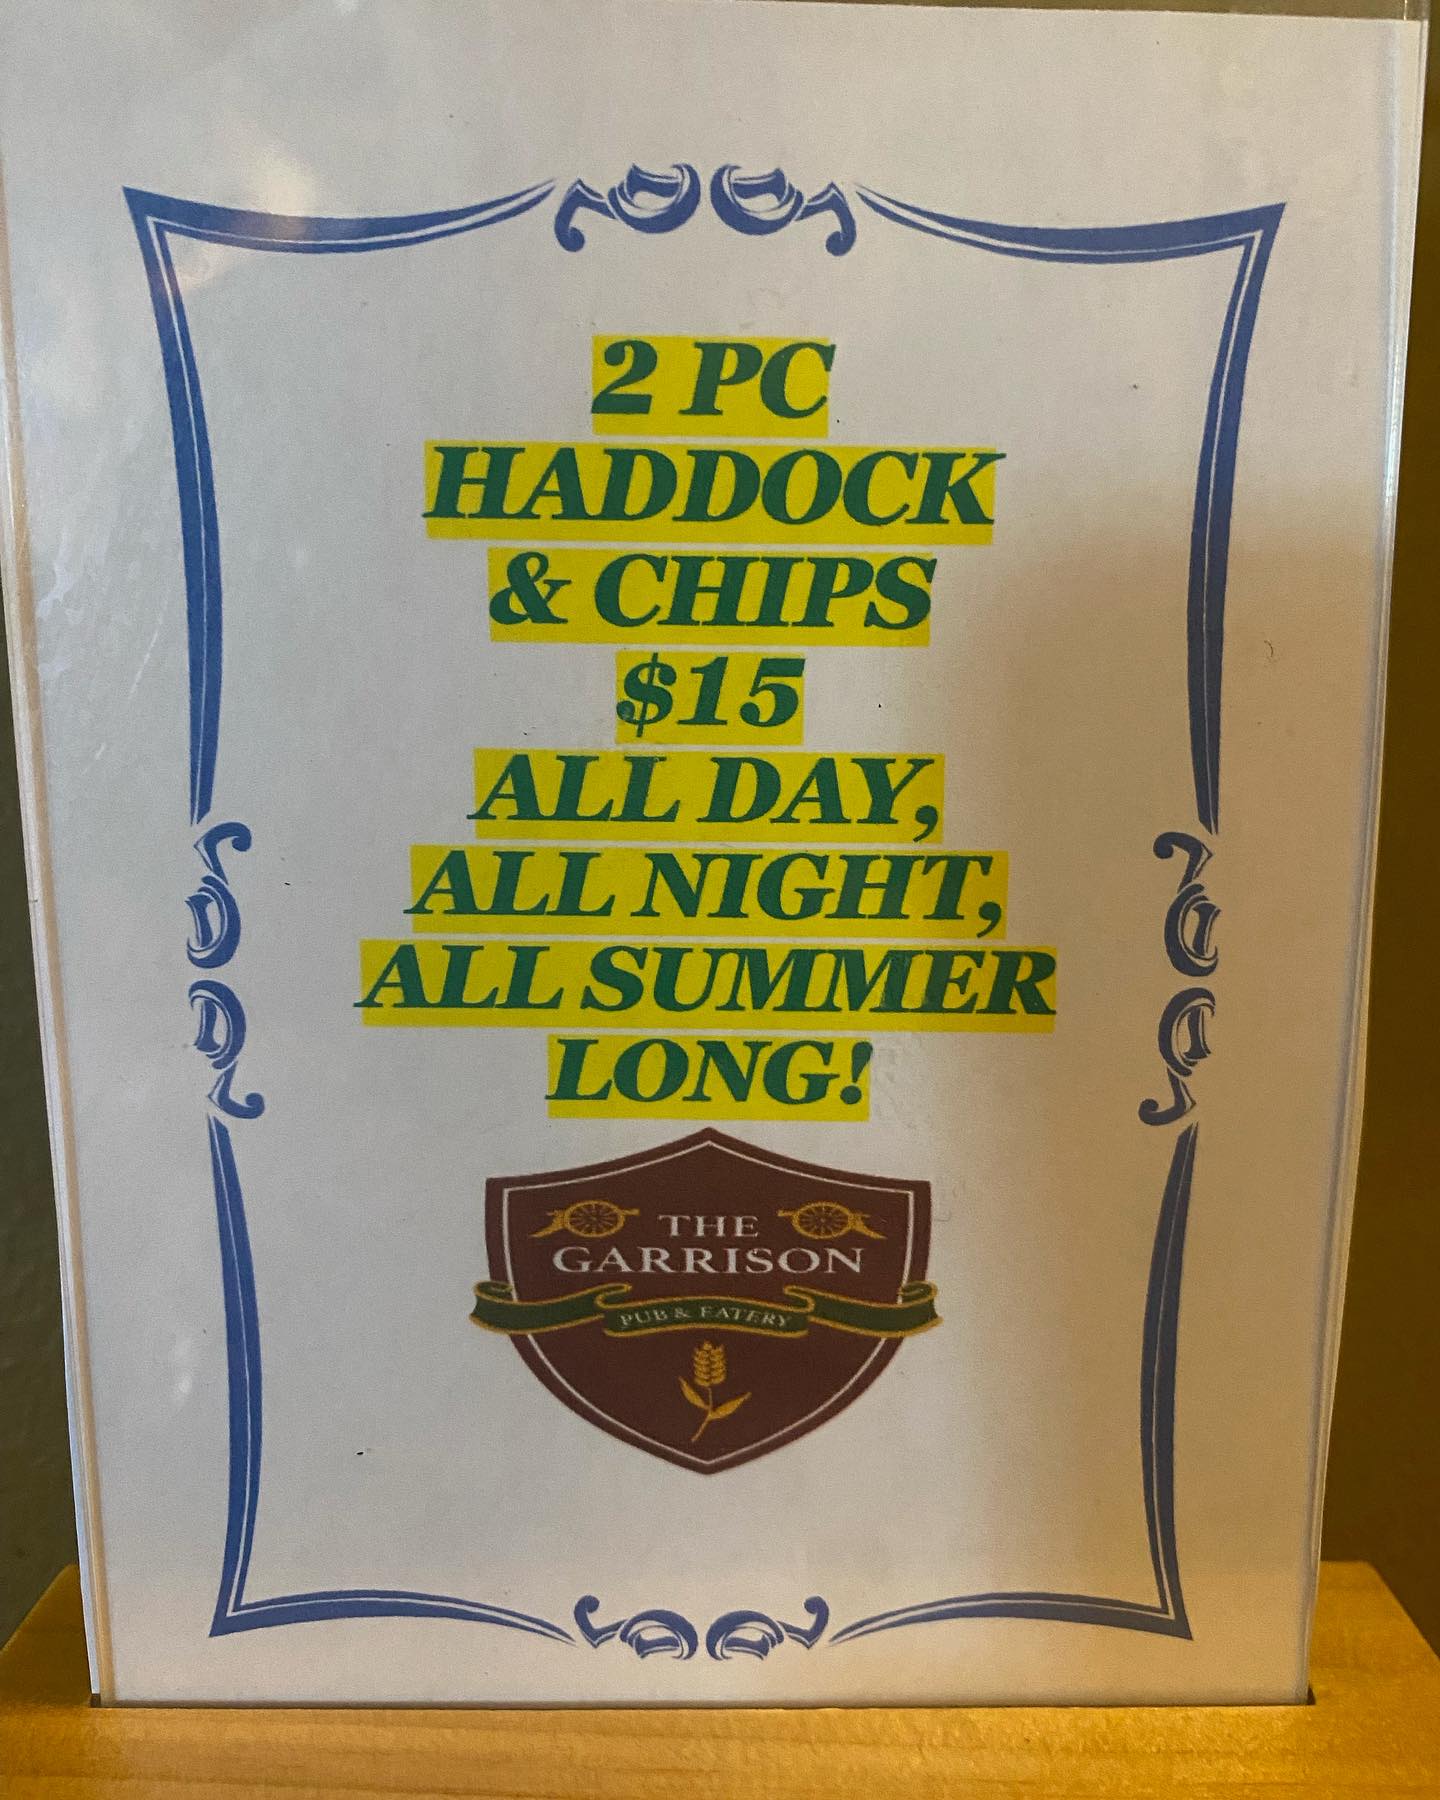 2 PC
HADDOCK
& CHIPS
$15
ALL DAY,
ALL NIGHT,
ALL SUMMER
LONG!
THE
GARRISON
PUB & EATERY